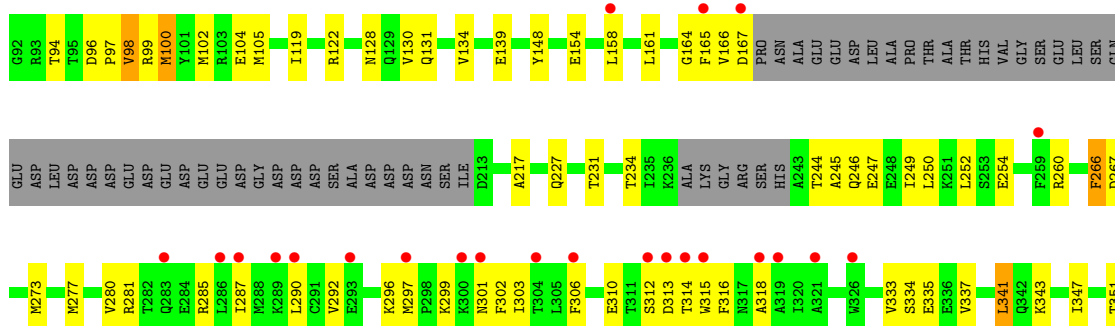 G92 R93 T94 T95 D96 P97 V98 R99 M100 Y101 M102 R103 E104 M105 I119 R122 N128 Q129 V130 Q131 V134 E139 Y148 E154 L158 L161 G164 F165 V166 D167 PRO ASN ALA GLU GLU ASP LEU ALA PRO THR ALA THR HIS VAL GLY SER GLU LEU SER GLN
GLU ASP LEU ASP ASP ASP GLU ASP GLU ASP GLU GLU ASP GLY ASP ASP SER ALA ASP ASP ASP ASN SER ILE D213 A217 Q227 T231 T234 I235 K236 ALA LYS GLY ARG SER HIS A243 T244 A245 Q246 E247 E248 I249 L250 K251 L252 S253 E254 F259 R260 F266
M273 M277 V280 R281 T282 Q283 E284 R285 L286 I287 M288 K289 L290 C291 V292 E293 K296 M297 P298 K299 K300 N301 F302 I303 T304 L305 F306 E310 T311 S312 D313 T314 W315 F316 N317 A318 A319 I320 A321 W326 V333 S334 E335 E336 V337 L341 Q342 K343 I347